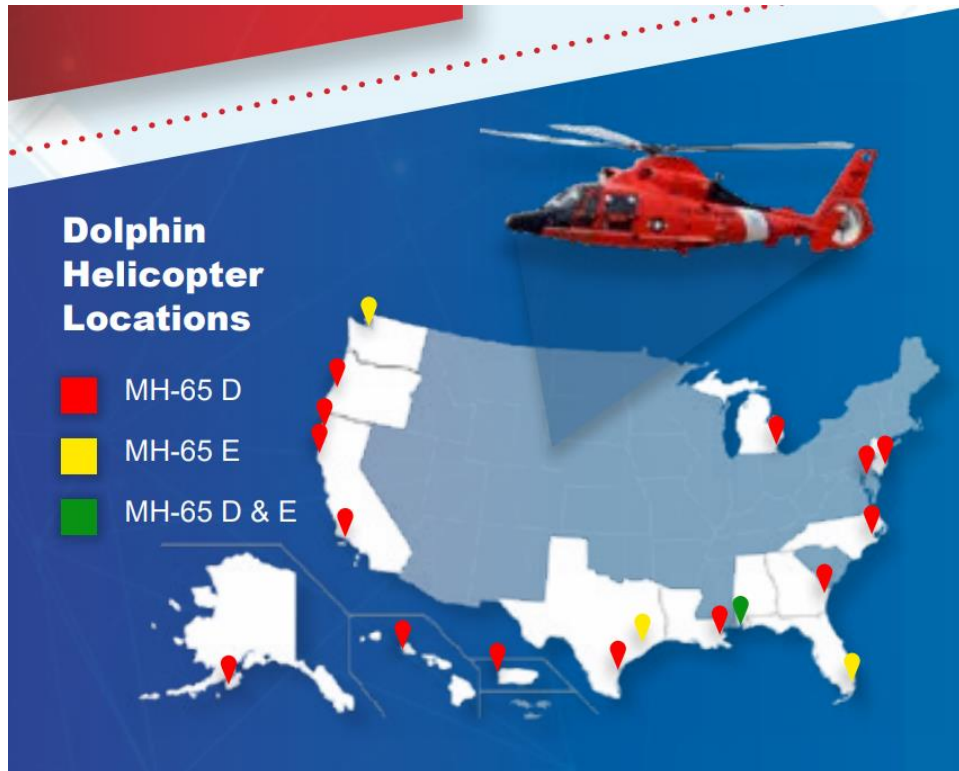 Dolphin
Helicopter
Locations
MH-65 D
MH-65 E
MH-65 D & E